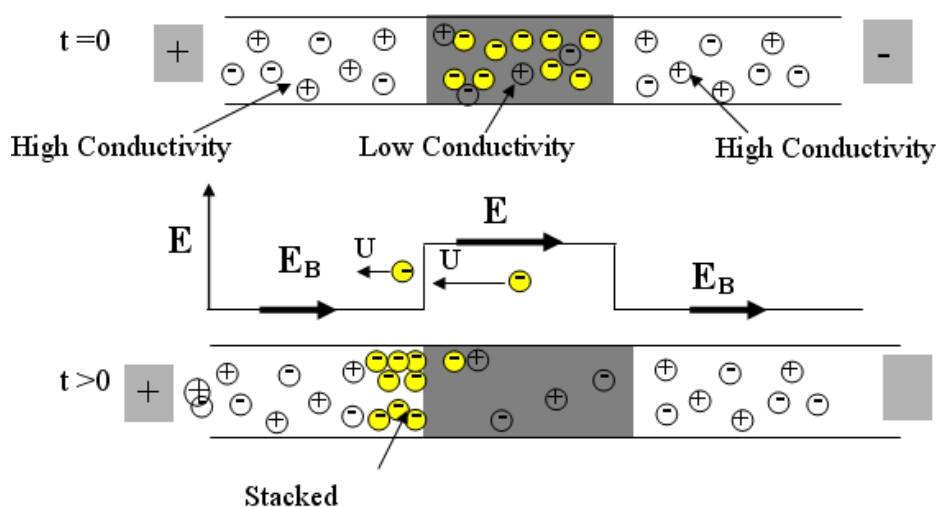 t =0
+
-
High Conductivity
Low Conductivity
High Conductivity
E
E_B
U
U
E
E_B
t >0
+
Stacked